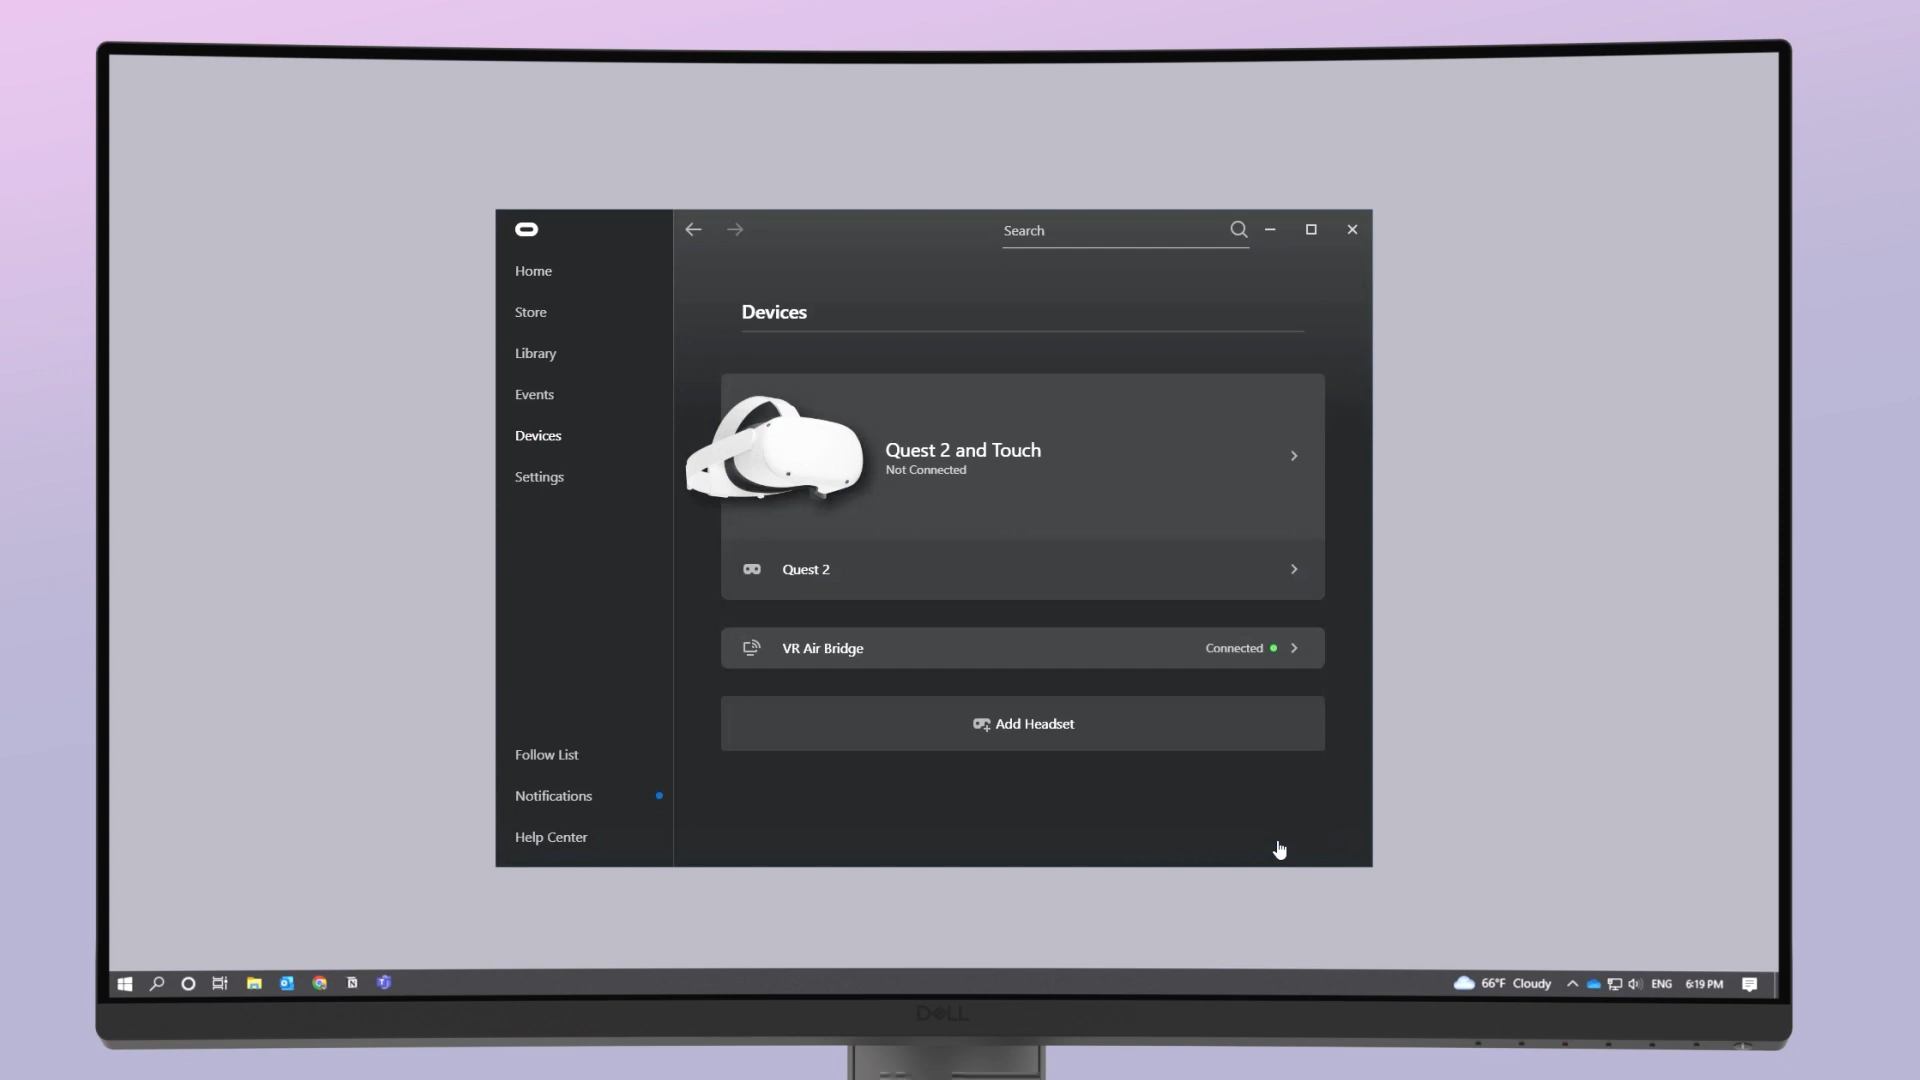 Search
Home
Store
Library
Events
Devices
Settings
Follow List
Notifications
Help Center
Devices
Quest 2 and Touch
Not Connected
Quest 2
VR Air Bridge
Connected
Add Headset
66°F Cloudy
ENG
6:19 PM
DELL